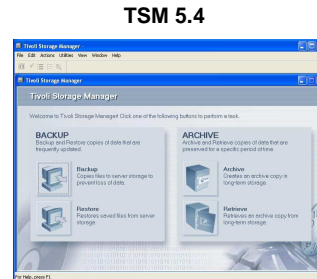 TSM 5.4
Tivoli Storage Manager
File Edit Actions Utilities View Window Help
Tivoli Storage Manager
Tivoli Storage Manager
Welcome to Tivoli Storage Manager! Click one of the following buttons to perform a task.
BACKUP
Backup and Restore copies of data that are
frequently updated.
Backup
Copies files to server storage to
prevent loss of data.
Restore
Restores saved files from server
storage.
ARCHIVE
Archive and Retrieve copies of data that are
preserved for a specific period of time.
Archive
Creates an archive copy in
long-term storage.
Retrieve
Retrieves an archive copy from
long-term storage.
For Help, press F1.